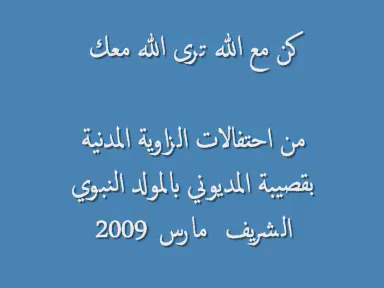 كن مع الله ترى الله معك
من احتفالات الزاوية المدنية
بقصيبة المديوني بالمولد النبوي
الشريف مارس 2009